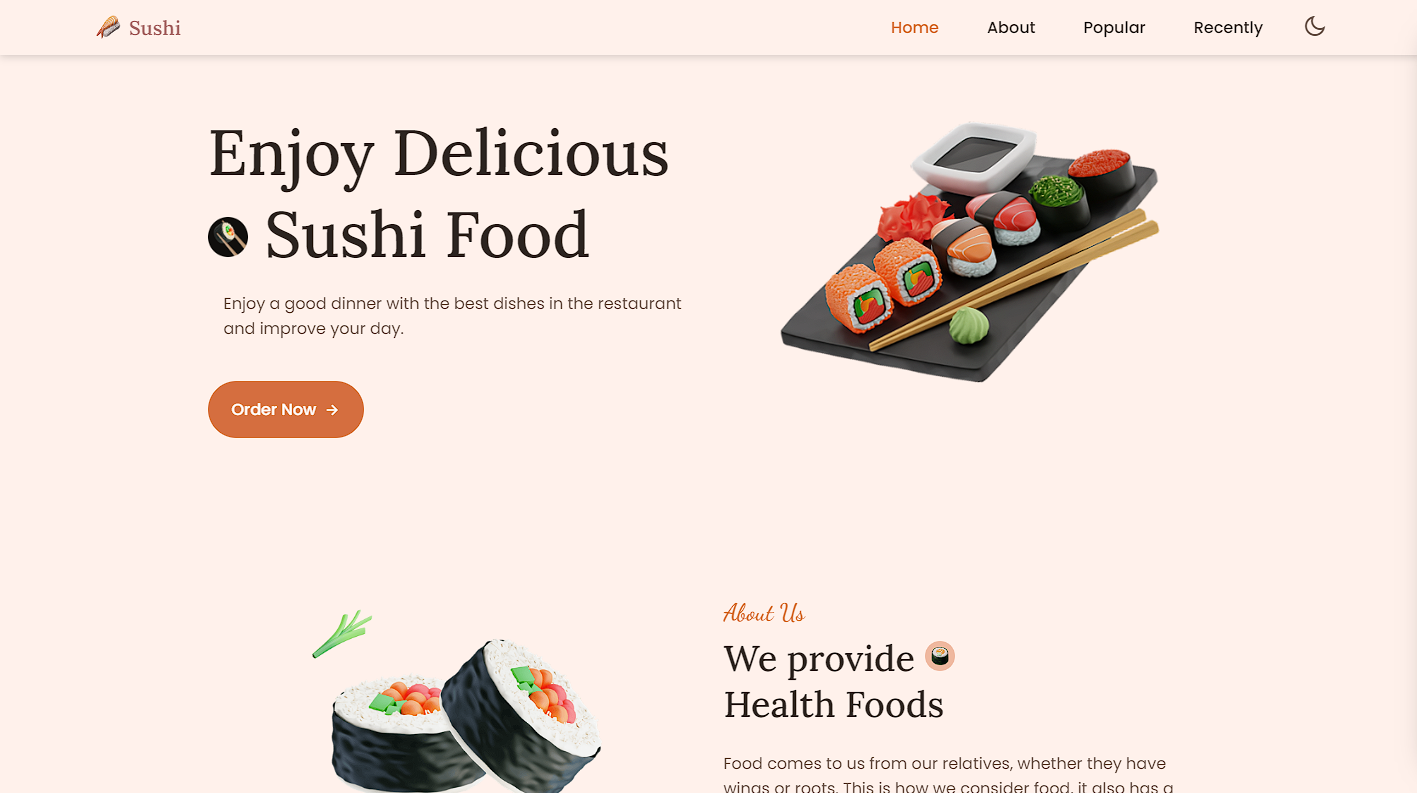 Sushi
Home
About
Popular
Recently
Enjoy Delicious
Sushi Food
Enjoy a good dinner with the best dishes in the restaurant
and improve your day.
Order Now →
About Us
We provide
Health Foods
Food comes to us from our relatives, whether they have
wings or roots. This is how we consider food, it also has a